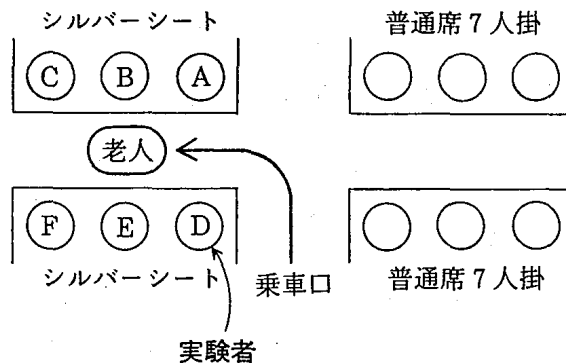 シルバーシート 普通席7人掛
C B A
老人
F E D
シルバーシート 乗車口 普通席7人掛
実験者